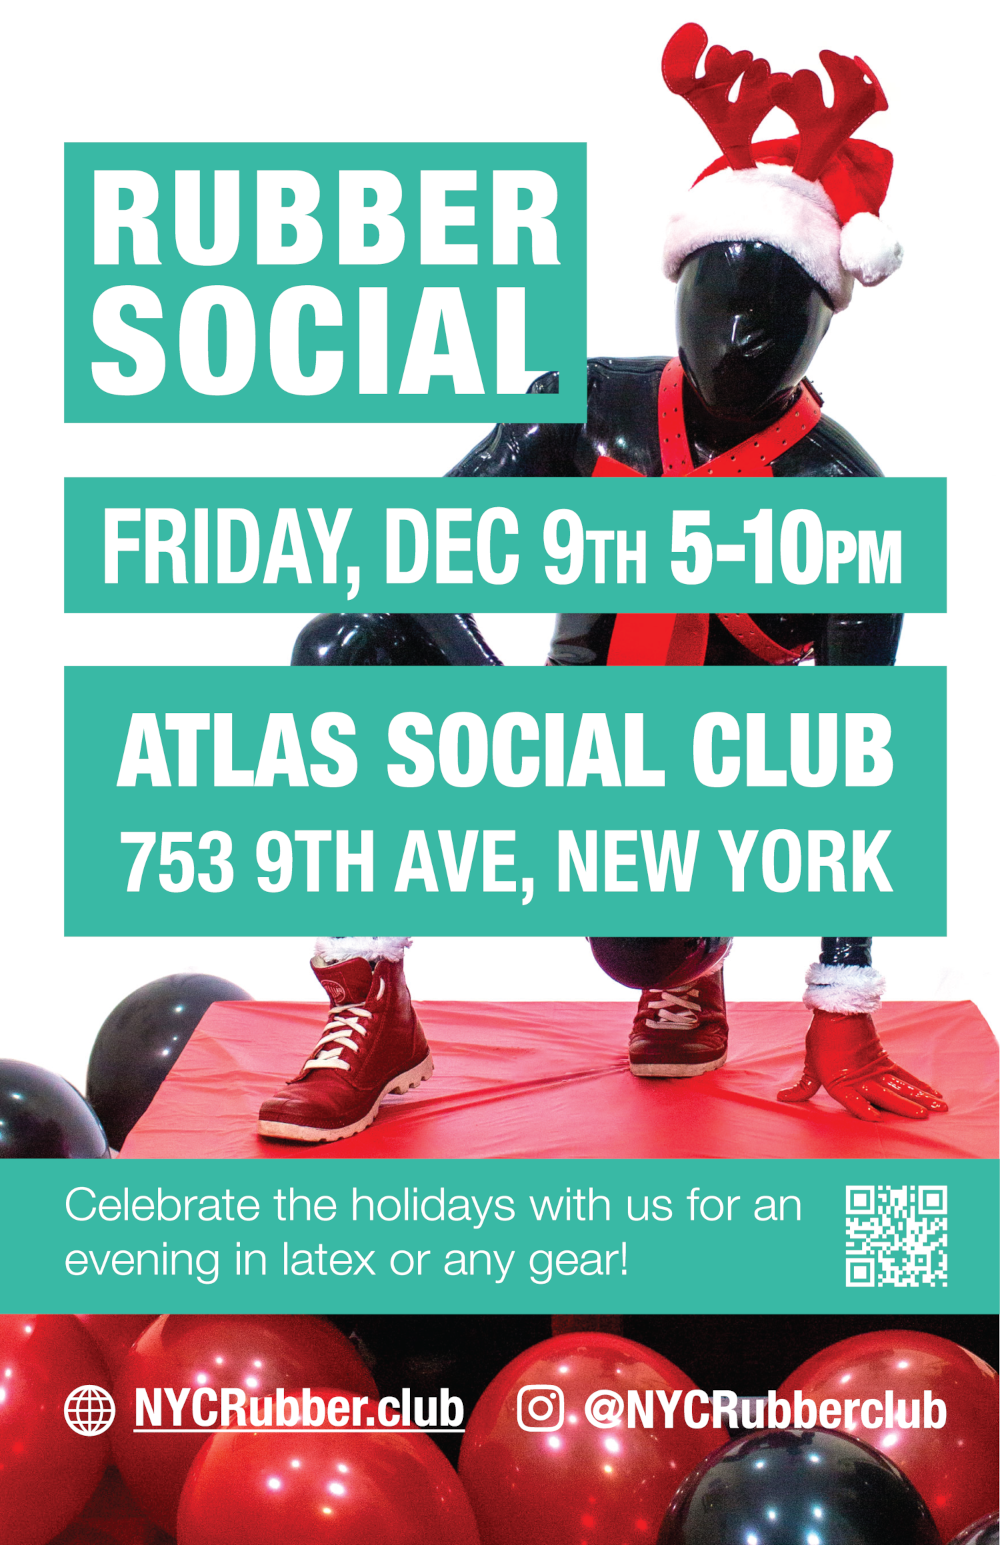 RUBBER
SOCIAL
FRIDAY, DEC 9TH 5-10PM
ATLAS SOCIAL CLUB
753 9TH AVE, NEW YORK
Celebrate the holidays with us for an
evening in latex or any gear!
NYCRubber.club @NYCRubberclub